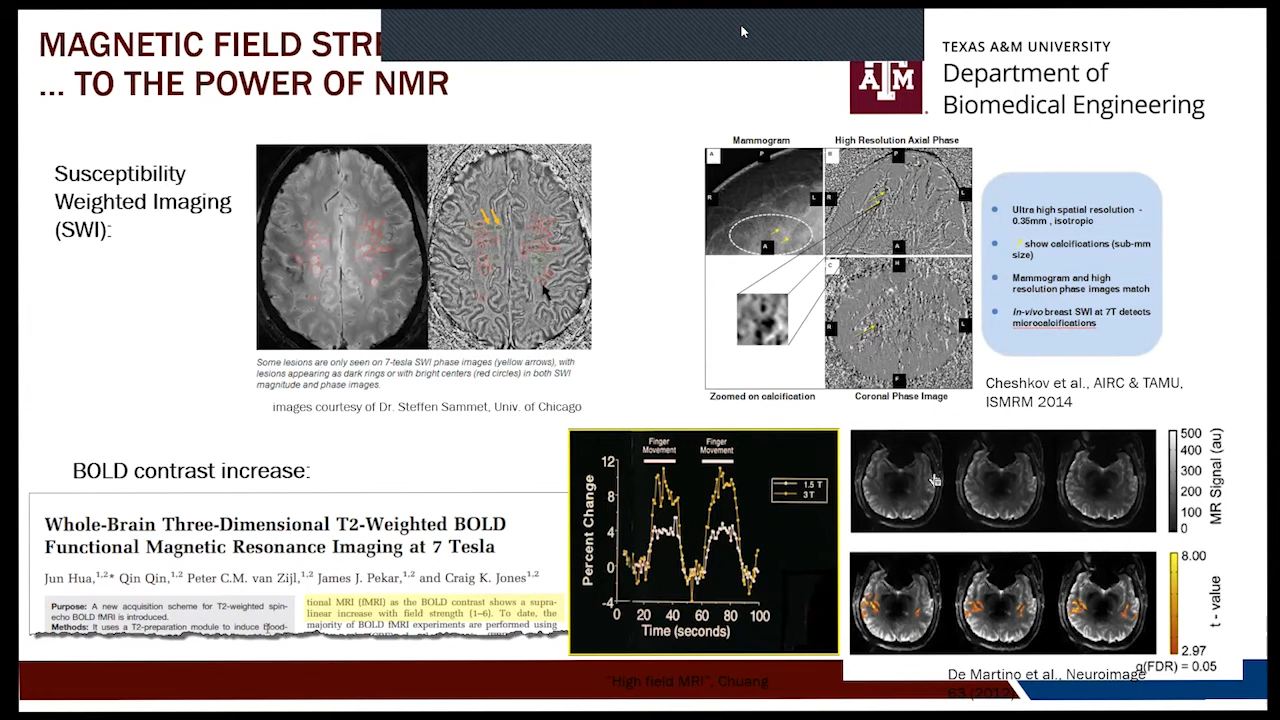 MAGNETIC FIELD STRE
... TO THE POWER OF NMR
TEXAS A&M UNIVERSITY
Department of
Biomedical Engineering
Susceptibility
Weighted Imaging
(SWI):
Some lesions are only seen on 7-tesla SWI phase images (yellow arrows), with
lesions appearing as dark rings or with bright centers (red circles) in both SWI
magnitude and phase images.
images courtesy of Dr. Steffen Sammet, Univ. of Chicago
Mammogram
High Resolution Axial Phase
A
P
B
P
R
L
R
L
A
A
C
H
R
L
F
Zoomed on calcification
Coronal Phase Image
Ultra high spatial resolution -
0.35mm , isotropic
show calcifications (sub-mm
size)
Mammogram and high
resolution phase images match
In-vivo breast SWI at 7T detects
microcalcifications
Cheshkov et al., AIRC & TAMU,
ISMRM 2014
BOLD contrast increase:
Whole-Brain Three-Dimensional T2-Weighted BOLD
Functional Magnetic Resonance Imaging at 7 Tesla
Jun Hua,1,2* Qin Qin,1,2 Peter C.M. van Zijl,1,2 James J. Pekar,1,2 and Craig K. Jones1,2
Purpose: A new acquisition scheme for T2-weighted spin-
echo BOLD fMRI is introduced.
Methods: It uses a T2-preparation module to induce blood-
tional MRI (fMRI) as the BOLD contrast shows a supra-
linear increase with field strength (1–6). To date, the
majority of BOLD fMRI experiments are performed using
Finger
Movement
Finger
Movement
Percent Change
12
8
4
0
-4
1.5 T
3 T
0 20 40 60 80 100
Time (seconds)
"High field MRI", Chuang
500
400
300
200
100
0
MR Signal (au)
8.00
t - value
2.97
q(FDR) = 0.05
De Martino et al., Neuroimage
63 (2012)